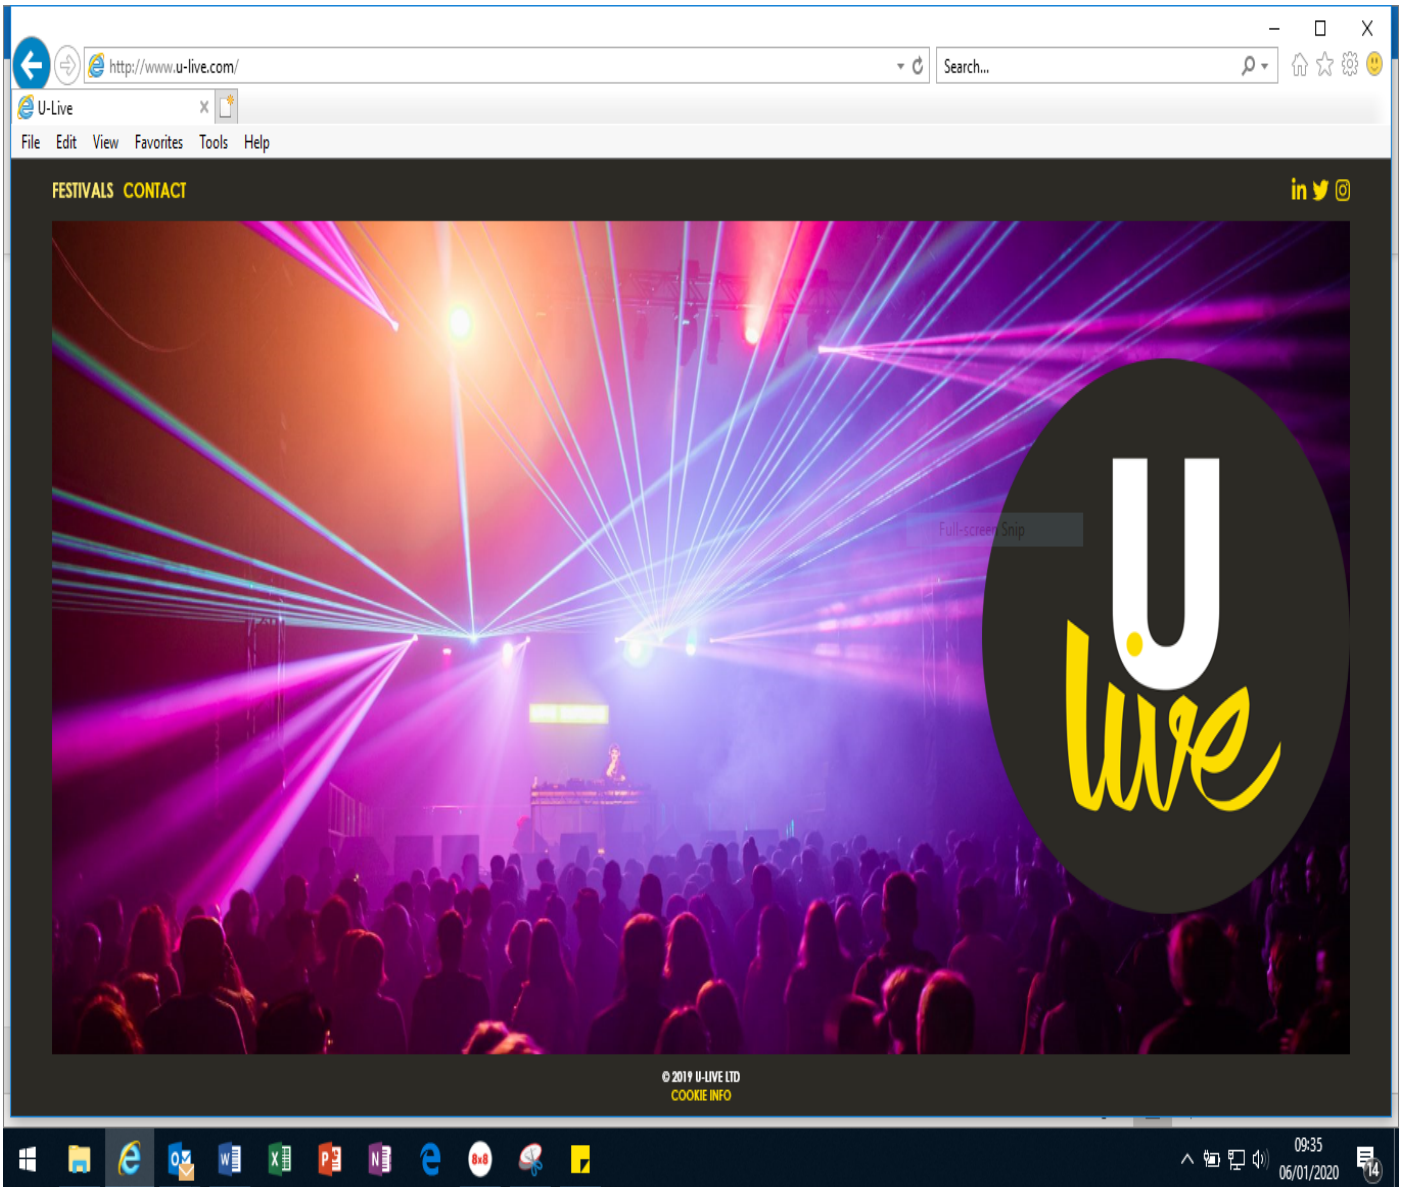 http://www.u-live.com/
Search...
U-Live
File Edit View Favorites Tools Help
FESTIVALS CONTACT
in
Full-screen Snip
U
live
© 2019 U-LIVE LTD
COOKIE INFO
8x8
09:35
06/01/2020
14